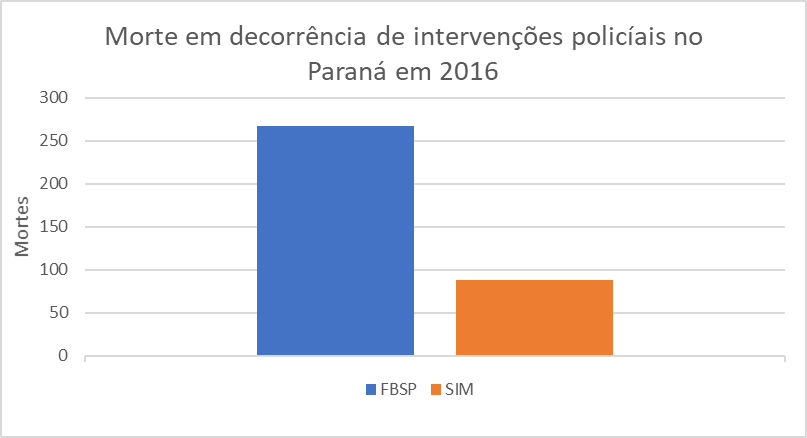 Morte em decorrência de intervenções policíais no
Paraná em 2016
300
250
200
150
100
50
0
Mortes
FBSP SIM